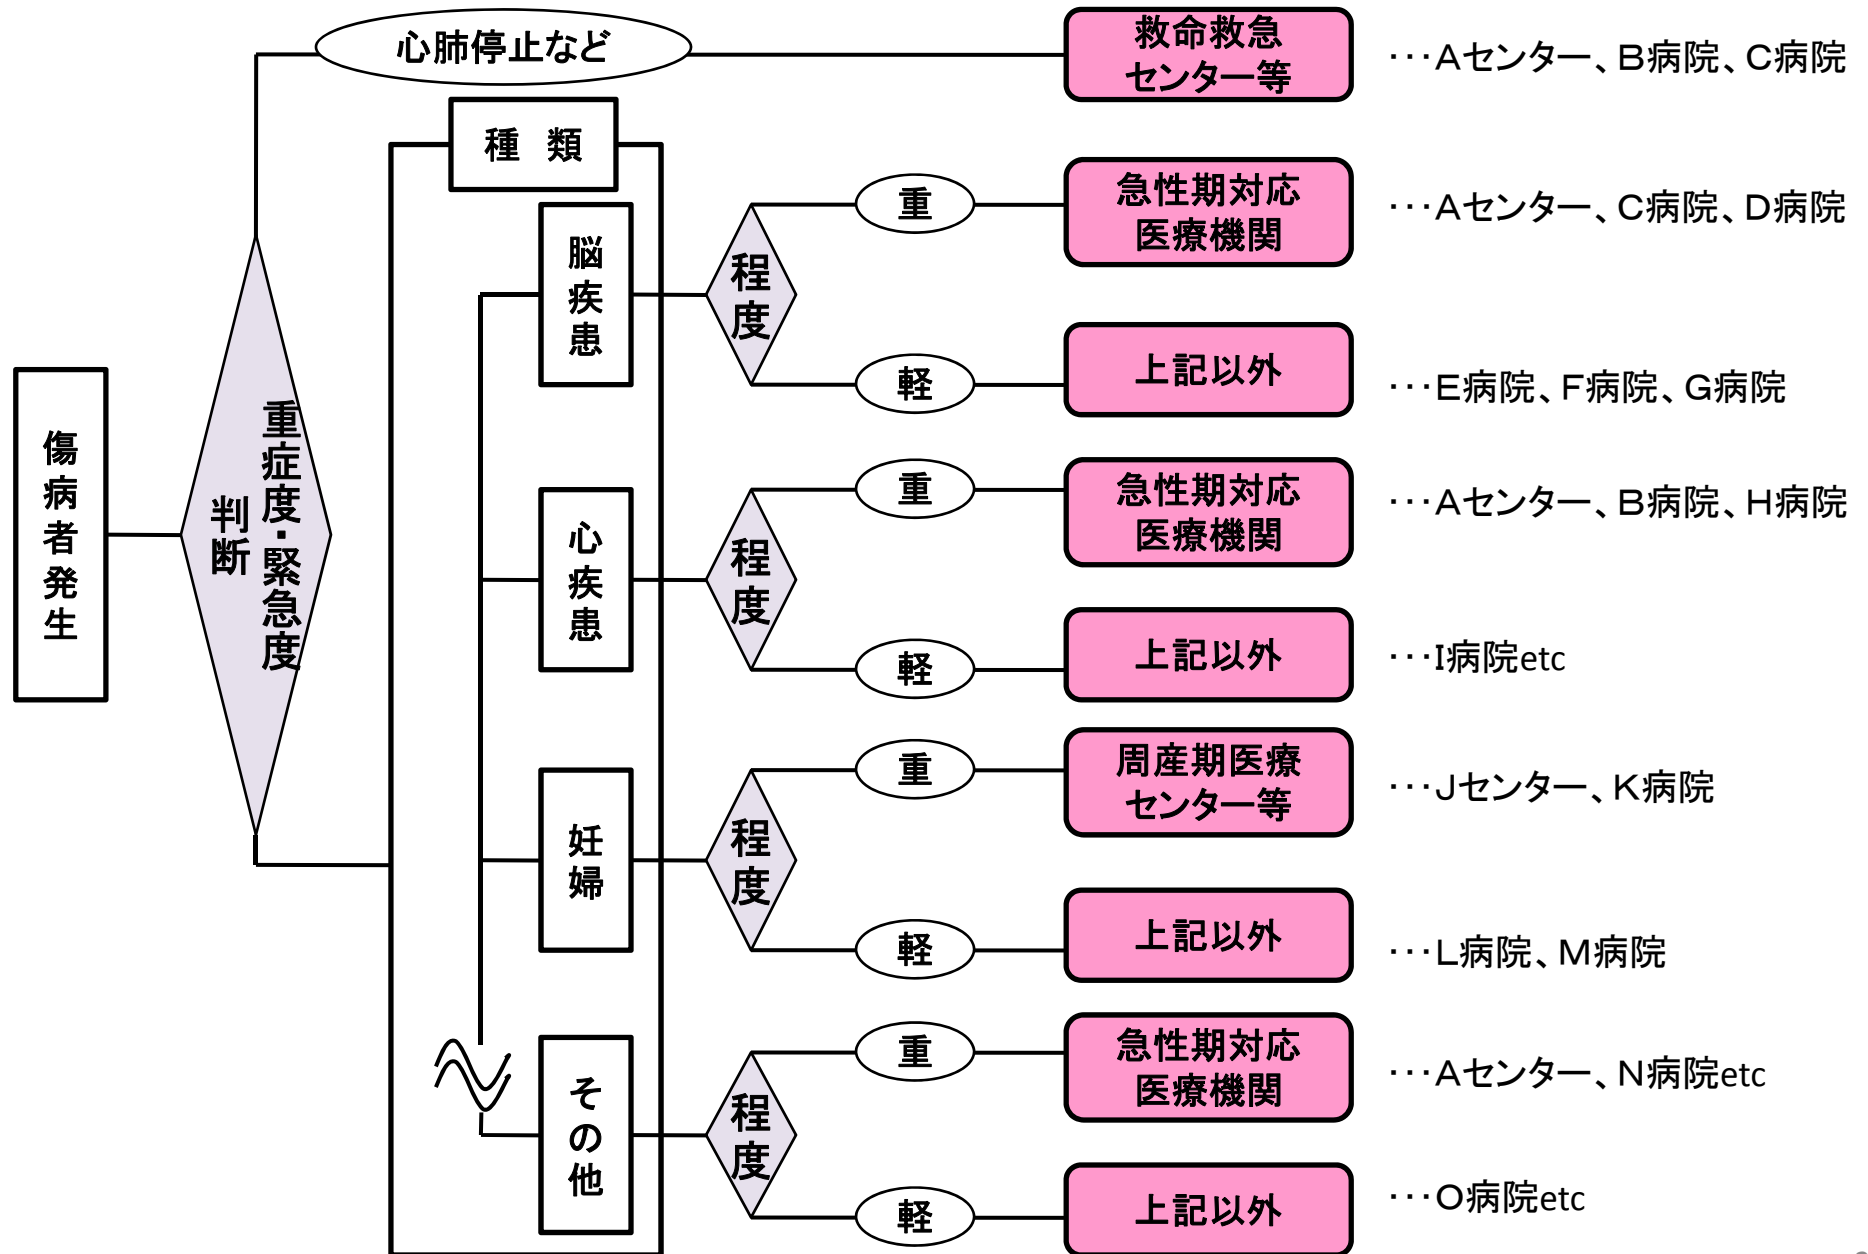 傷病者発生
重症度・緊急度
判断
心肺停止など
救命救急
センター等
･･･Aセンター、B病院、C病院
種 類
脳疾患
程度
重
急性期対応
医療機関
･･･Aセンター、C病院、D病院
軽
上記以外
･･･E病院、F病院、G病院
心疾患
程度
重
急性期対応
医療機関
･･･Aセンター、B病院、H病院
軽
上記以外
･･･I病院etc
妊婦
程度
重
周産期医療
センター等
･･･Jセンター、K病院
軽
上記以外
･･･L病院、M病院
その他
程度
重
急性期対応
医療機関
･･･Aセンター、N病院etc
軽
上記以外
･･･O病院etc